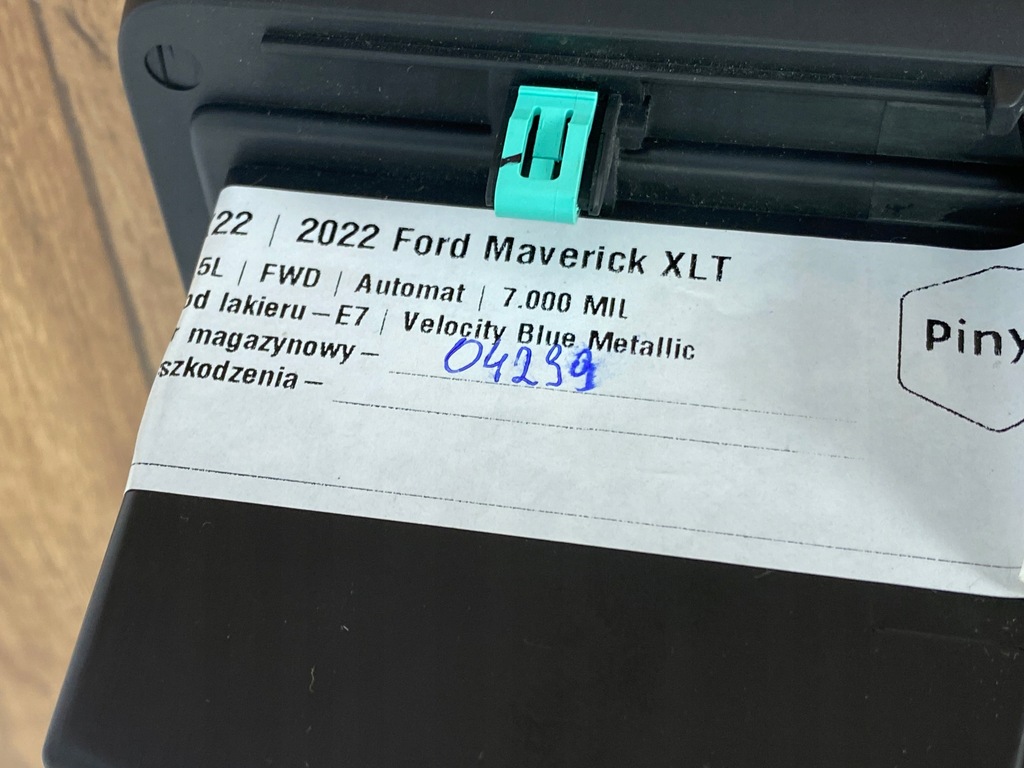 22 | 2022 Ford Maverick XLT
5L | FWD | Automat | 7.000 MIL
od lakieru – E7 | Velocity Blue Metallic
r magazynowy – 04299
szkodzenia –
Piny